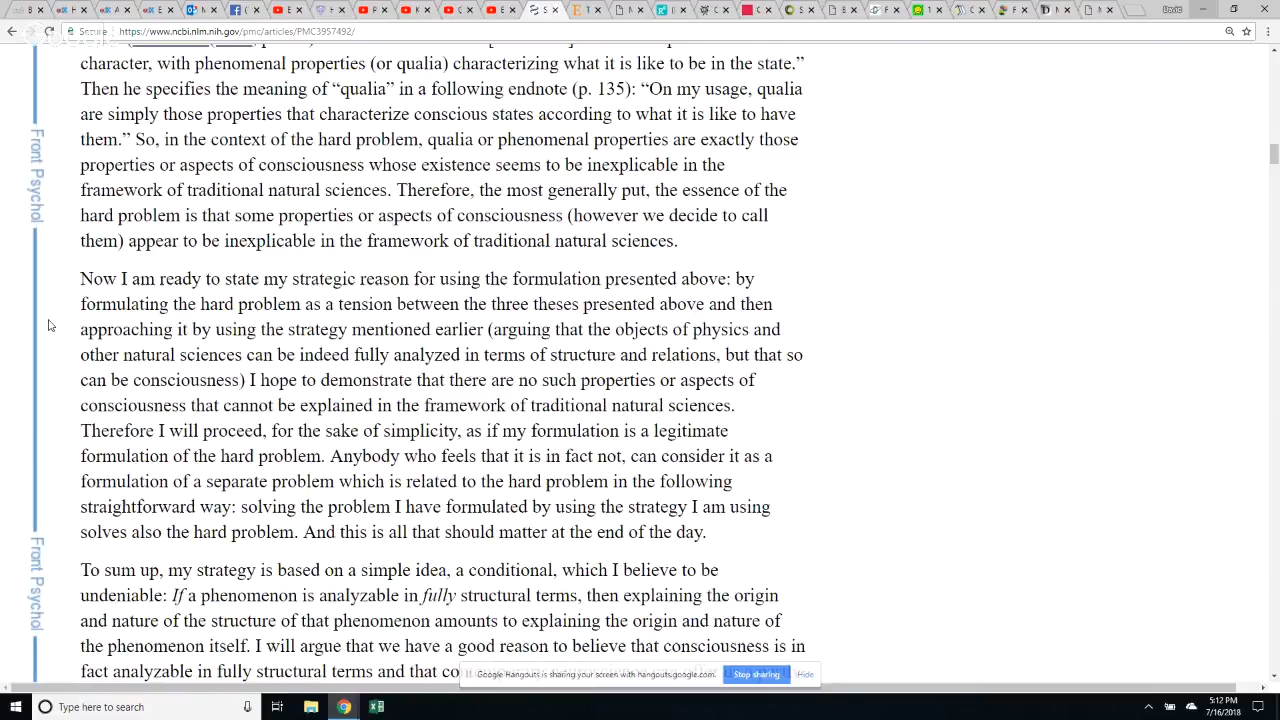 Secure
https://www.ncbi.nlm.nih.gov/pmc/articles/PMC3957492/
character, with phenomenal properties (or qualia) characterizing what it is like to be in the state.”
Then he specifies the meaning of “qualia” in a following endnote (p. 135): “On my usage, qualia
are simply those properties that characterize conscious states according to what it is like to have
them.” So, in the context of the hard problem, qualia or phenomenal properties are exactly those
properties or aspects of consciousness whose existence seems to be inexplicable in the
framework of traditional natural sciences. Therefore, the most generally put, the essence of the
hard problem is that some properties or aspects of consciousness (however we decide to call
them) appear to be inexplicable in the framework of traditional natural sciences.
Front Psychol
Now I am ready to state my strategic reason for using the formulation presented above: by
formulating the hard problem as a tension between the three theses presented above and then
approaching it by using the strategy mentioned earlier (arguing that the objects of physics and
other natural sciences can be indeed fully analyzed in terms of structure and relations, but that so
can be consciousness) I hope to demonstrate that there are no such properties or aspects of
consciousness that cannot be explained in the framework of traditional natural sciences.
Therefore I will proceed, for the sake of simplicity, as if my formulation is a legitimate
formulation of the hard problem. Anybody who feels that it is in fact not, can consider it as a
formulation of a separate problem which is related to the hard problem in the following
straightforward way: solving the problem I have formulated by using the strategy I am using
solves also the hard problem. And this is all that should matter at the end of the day.
Front Psychol
To sum up, my strategy is based on a simple idea, a conditional, which I believe to be
undeniable: If a phenomenon is analyzable in fully structural terms, then explaining the origin
and nature of the structure of that phenomenon amounts to explaining the origin and nature of
the phenomenon itself. I will argue that we have a good reason to believe that consciousness is in
fact analyzable in fully structural terms and that
Google Hangouts is sharing your screen with hangouts.google.com.
Stop sharing
Hide
Type here to search
5:12 PM
7/16/2018